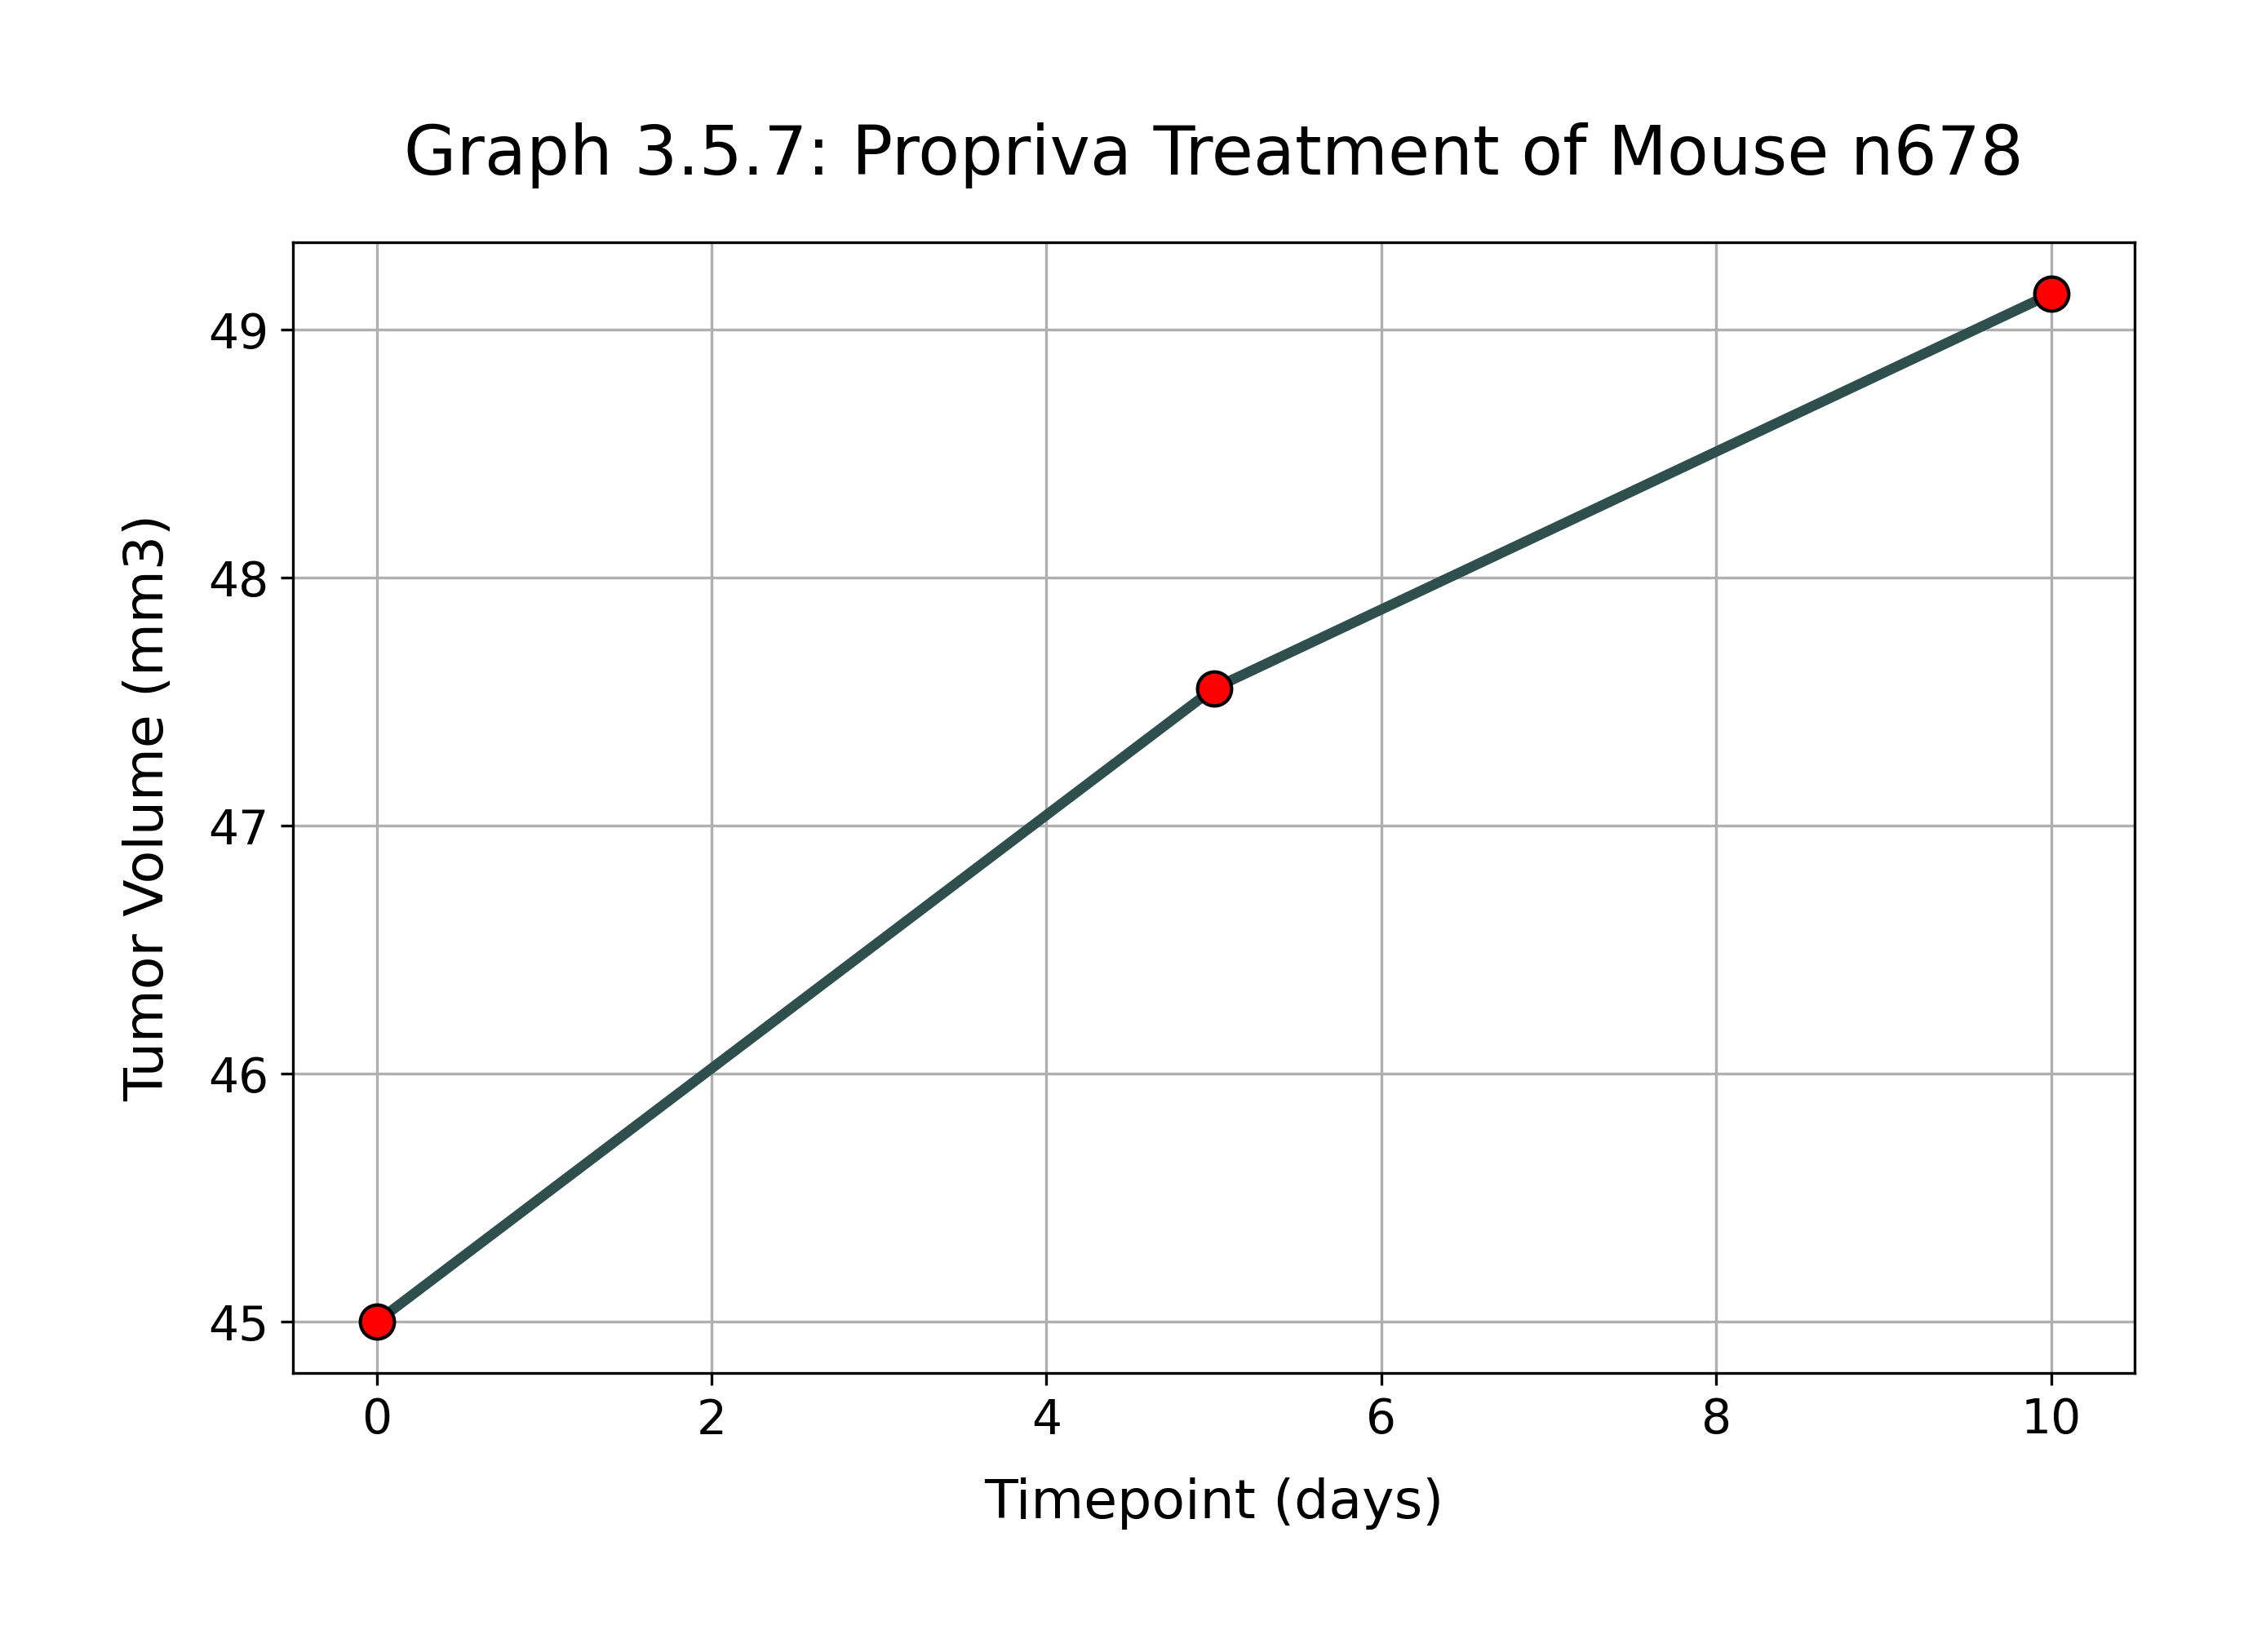 Graph 3.5.7: Propriva Treatment of Mouse n678
Tumor Volume (mm3)
49
48
47
46
45
0 2 4 6 8 10
Timepoint (days)